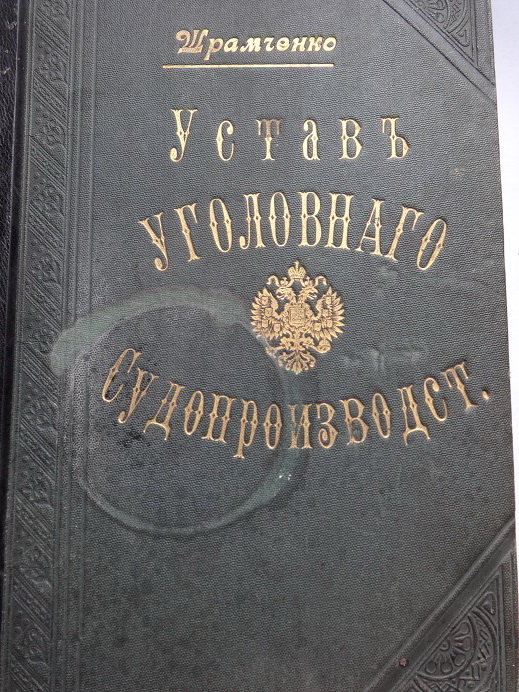 Шрамченко
Уставъ
УГОЛОВНАГО
Судопроизводст.